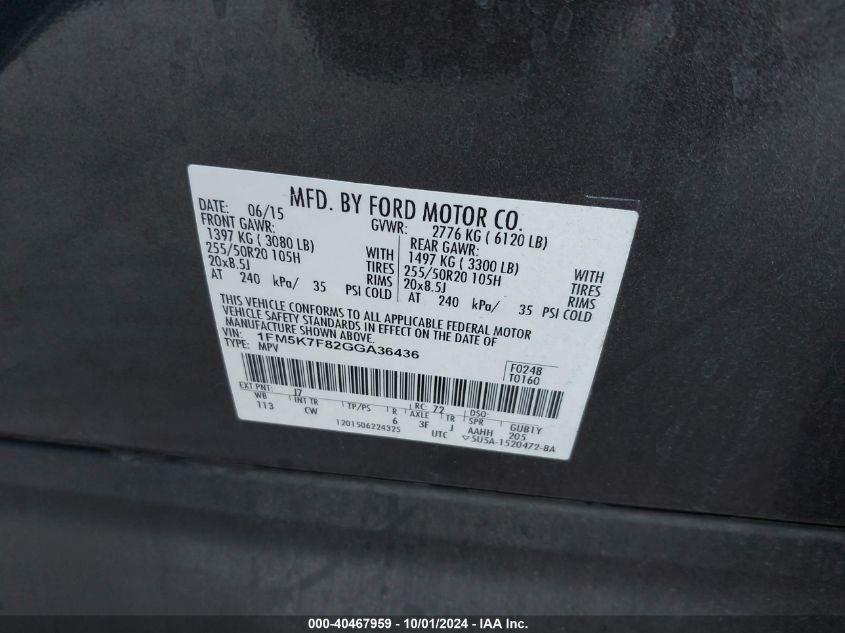 MFD. BY FORD MOTOR CO.
DATE: 06/15 GVWR: 2776 KG ( 6120 LB)
FRONT GAWR: REAR GAWR:
1397 KG ( 3080 LB) WITH 1497 KG ( 3300 LB) WITH
255/50R20 105H TIRES 255/50R20 105H TIRES
20x8.5J RIMS 20x8.5J RIMS
AT 240 kPa/ 35 PSI COLD AT 240 kPa/ 35 PSI COLD
THIS VEHICLE CONFORMS TO ALL APPLICABLE FEDERAL MOTOR
VEHICLE SAFETY STANDARDS IN EFFECT ON THE DATE OF
MANUFACTURE SHOWN ABOVE.
VIN: 1FM5K7F82GGA36436
TYPE: MPV
F0248
T0160
EXT PNT: J7 RC: 72 DSO:
WB INT TR TP/PS R AXLE TR SPR GUB1Y
113 CW 6 3F J AAHH 205
1201506224325 UTC ▽5U5A-1520472-BA
000-40467959 - 10/01/2024 - IAA Inc.